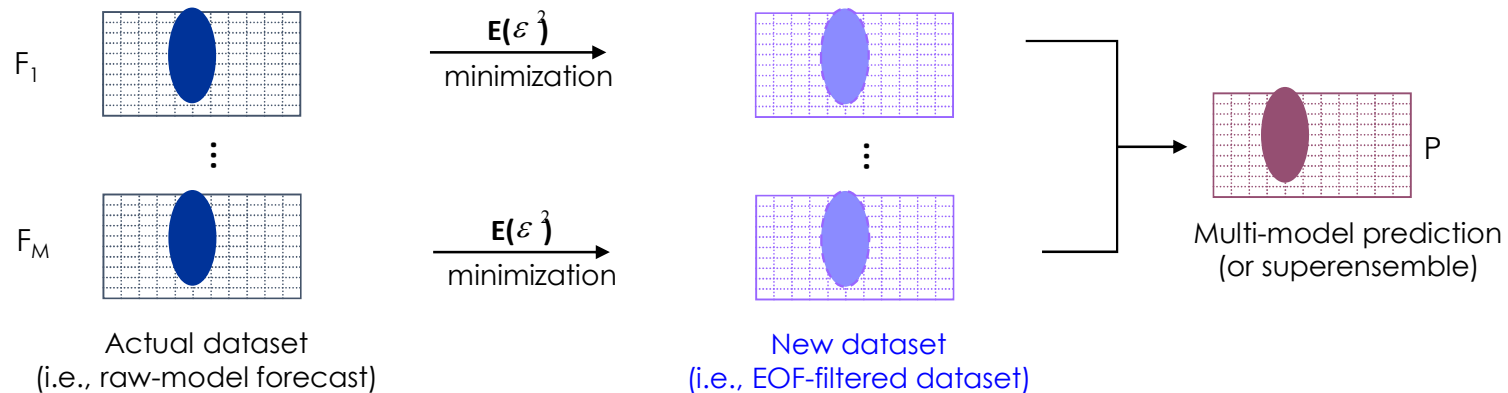 F1
E(ε²)
minimization
⋮
⋮
P
FM
E(ε²)
minimization
Multi-model prediction
(or superensemble)
Actual dataset
(i.e., raw-model forecast)
New dataset
(i.e., EOF-filtered dataset)